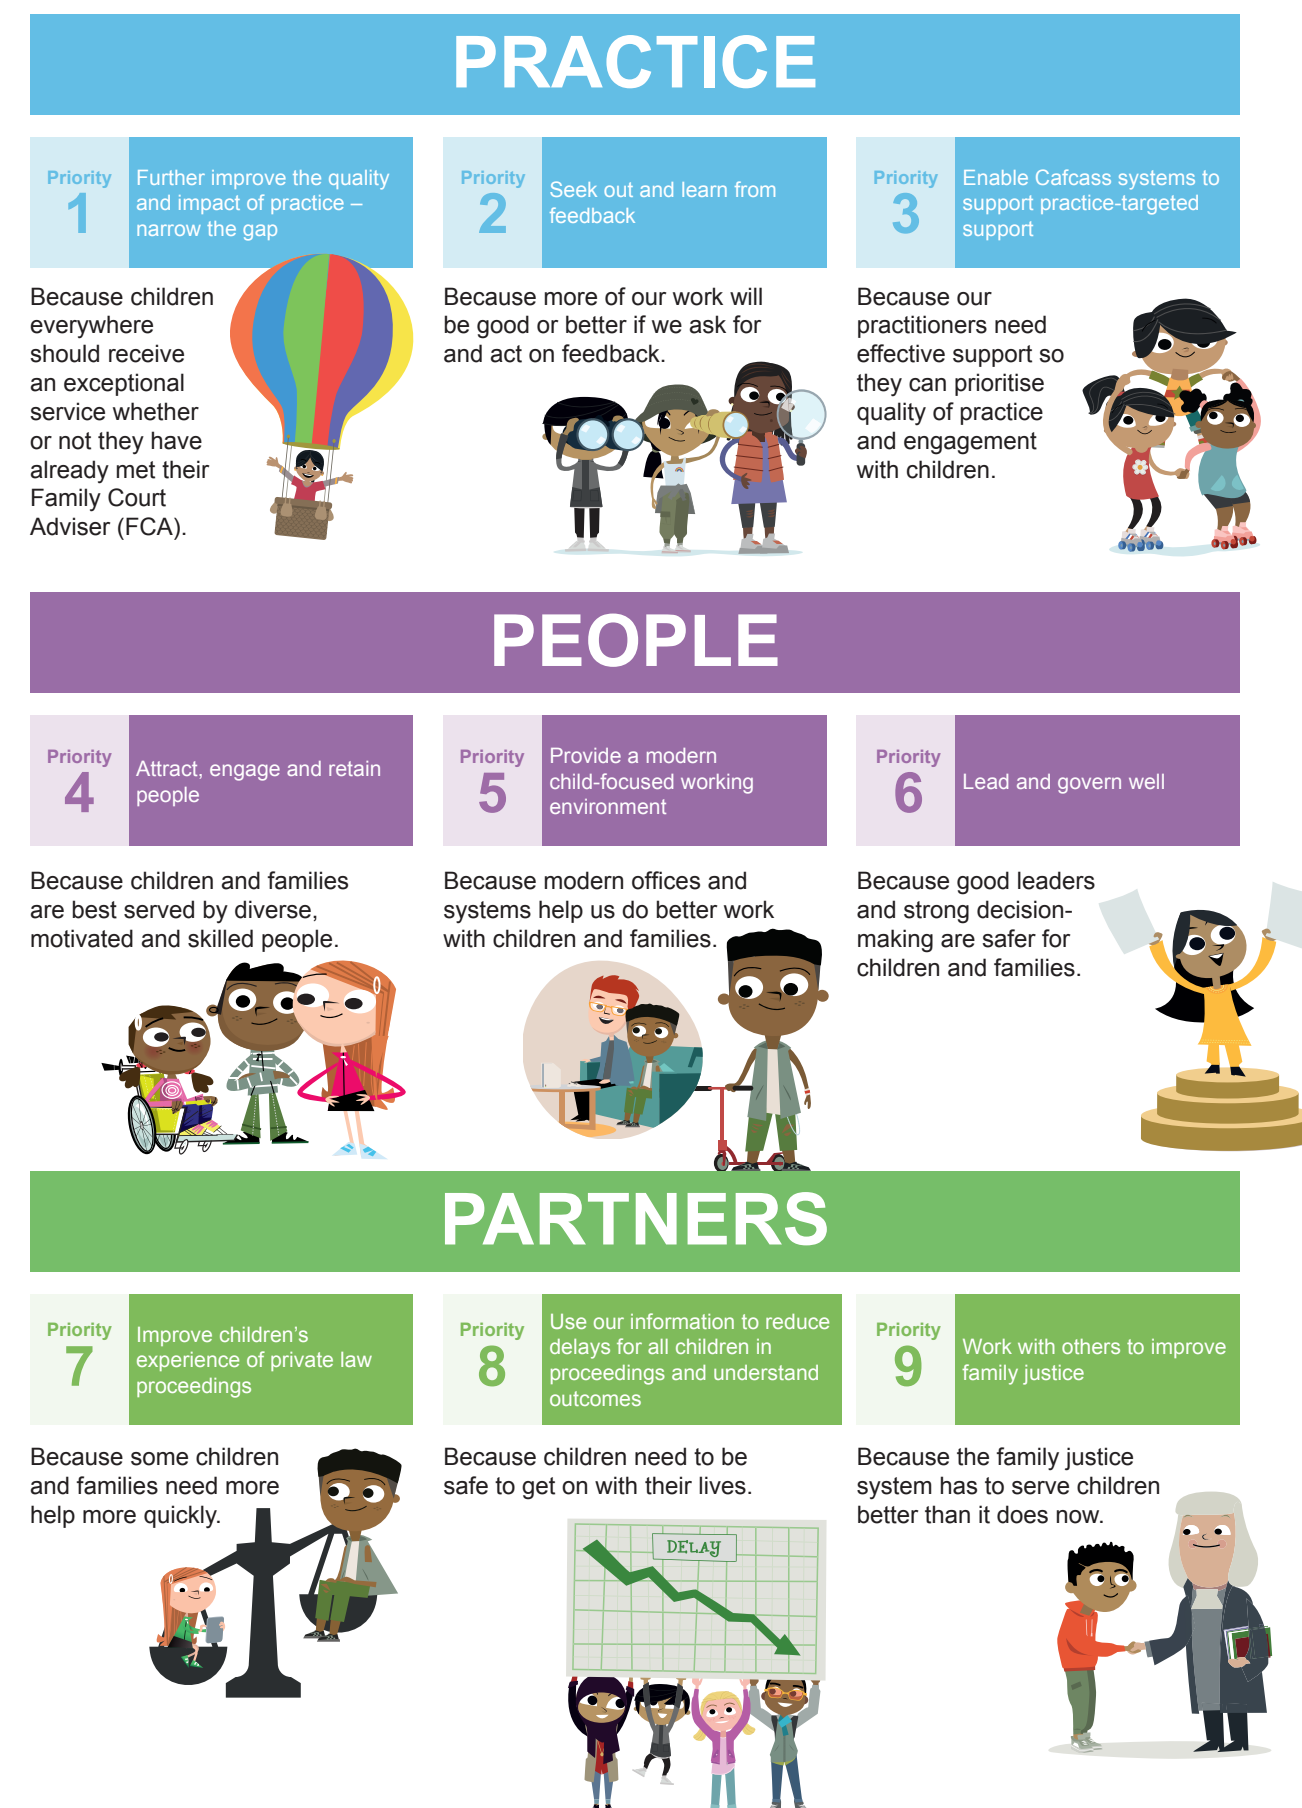 PRACTICE
Priority
1
Further improve the quality
and impact of practice –
narrow the gap
Because children
everywhere
should receive
an exceptional
service whether
or not they have
already met their
Family Court
Adviser (FCA).
Priority
2
Seek out and learn from
feedback
Because more of our work will
be good or better if we ask for
and act on feedback.
Priority
3
Enable Cafcass systems to
support practice-targeted
support
Because our
practitioners need
effective support so
they can prioritise
quality of practice
and engagement
with children.
PEOPLE
Priority
4
Attract, engage and retain
people
Because children and families
are best served by diverse,
motivated and skilled people.
Priority
5
Provide a modern
child-focused working
environment
Because modern offices and
systems help us do better work
with children and families.
Priority
6
Lead and govern well
Because good leaders
and strong decision-
making are safer for
children and families.
PARTNERS
Priority
7
Improve children's
experience of private law
proceedings
Because some children
and families need more
help more quickly.
Priority
8
Use our information to reduce
delays for all children in
proceedings and understand
outcomes
Because children need to be
safe to get on with their lives.
DELAY
Priority
9
Work with others to improve
family justice
Because the family justice
system has to serve children
better than it does now.